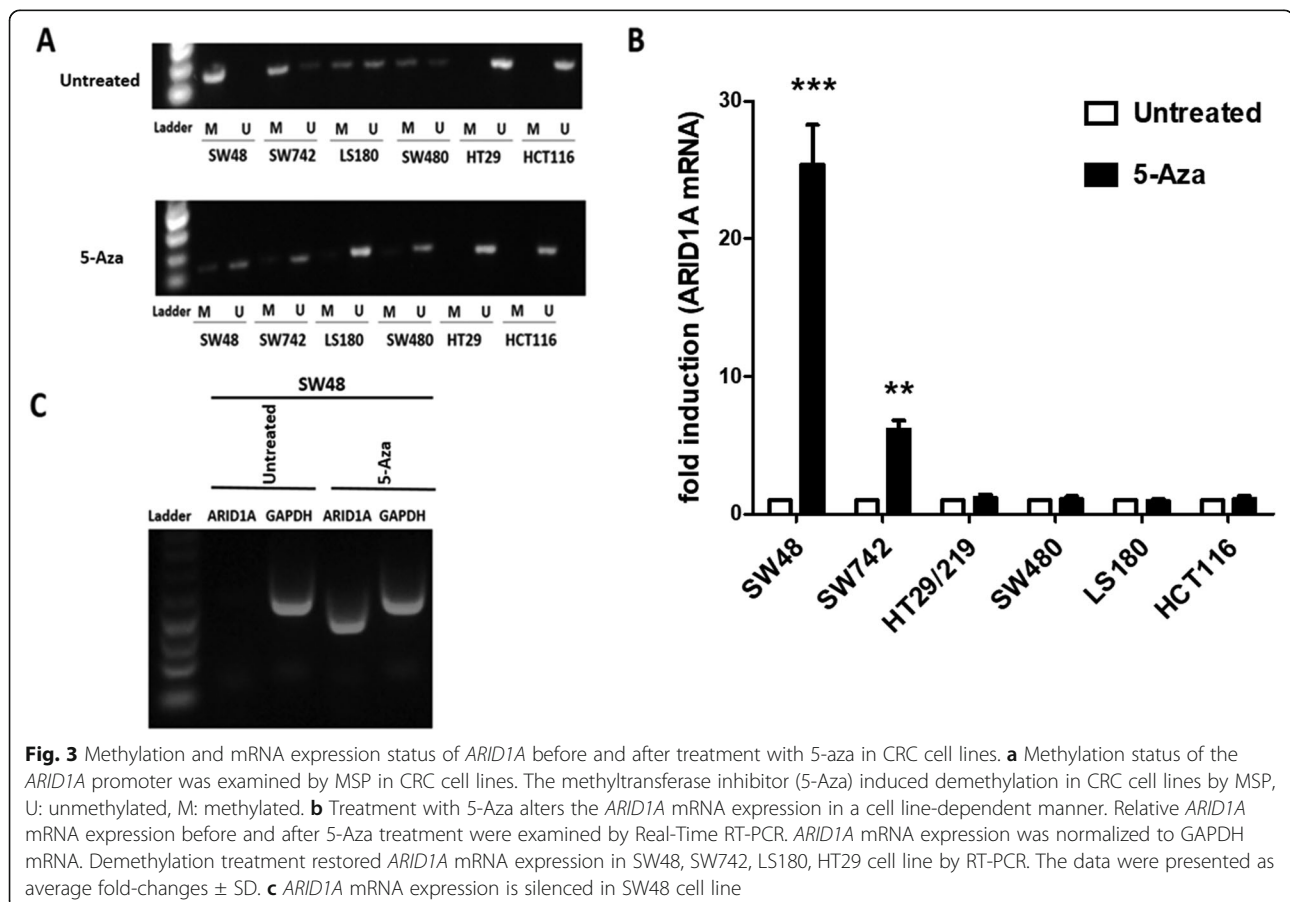 A
Untreated
Ladder M U M U M U M U M U M U
SW48 SW742 LS180 SW480 HT29 HCT116
5-Aza
Ladder M U M U M U M U M U M U
SW48 SW742 LS180 SW480 HT29 HCT116
B
fold induction (ARID1A mRNA)
30
20
10
0
***
**
Untreated
5-Aza
SW48
SW742
HT29/219
SW480
LS180
HCT116
C
SW48
Untreated
5-Aza
Ladder ARID1A GAPDH ARID1A GAPDH
Fig. 3 Methylation and mRNA expression status of ARID1A before and after treatment with 5-aza in CRC cell lines. a Methylation status of the
ARID1A promoter was examined by MSP in CRC cell lines. The methyltransferase inhibitor (5-Aza) induced demethylation in CRC cell lines by MSP,
U: unmethylated, M: methylated. b Treatment with 5-Aza alters the ARID1A mRNA expression in a cell line-dependent manner. Relative ARID1A
mRNA expression before and after 5-Aza treatment were examined by Real-Time RT-PCR. ARID1A mRNA expression was normalized to GAPDH
mRNA. Demethylation treatment restored ARID1A mRNA expression in SW48, SW742, LS180, HT29 cell line by RT-PCR. The data were presented as
average fold-changes ± SD. c ARID1A mRNA expression is silenced in SW48 cell line